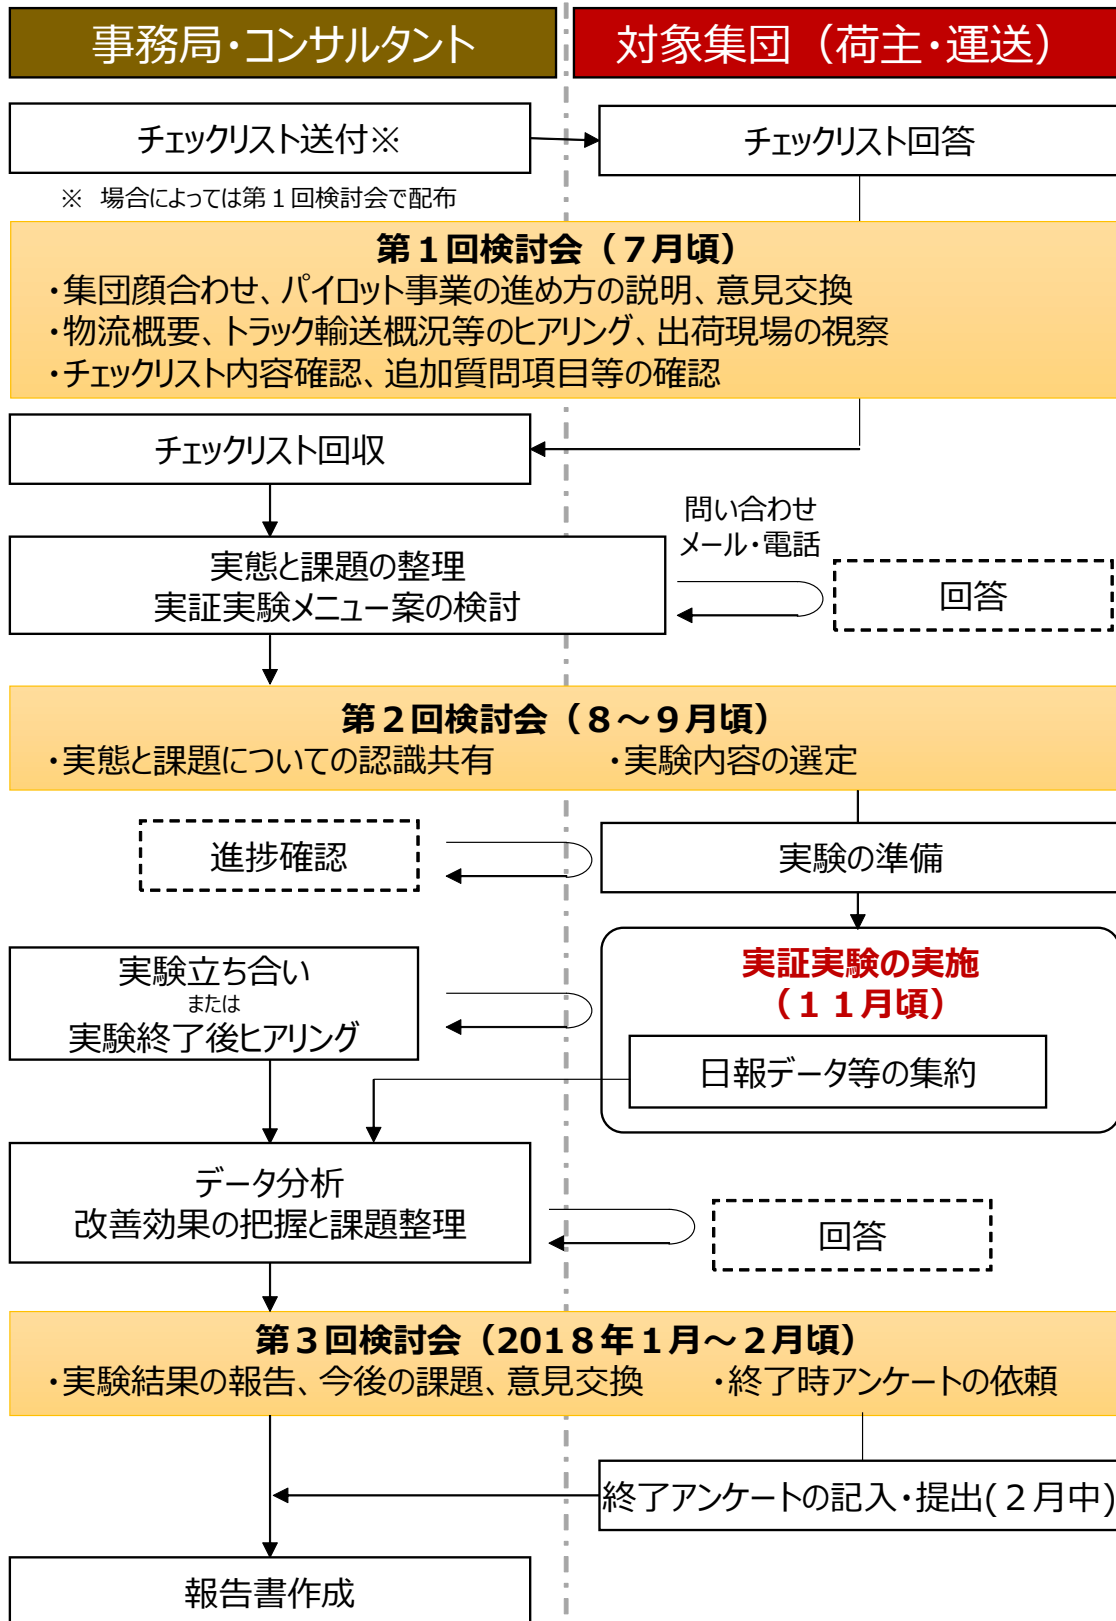 事務局・コンサルタント
対象集団（荷主・運送）
チェックリスト送付※
チェックリスト回答
※　場合によっては第１回検討会で配布
第１回検討会（７月頃）
・集団顔合わせ、パイロット事業の進め方の説明、意見交換
・物流概要、トラック輸送概況等のヒアリング、出荷現場の視察
・チェックリスト内容確認、追加質問項目等の確認
チェックリスト回収
問い合わせ
メール・電話
実態と課題の整理
実証実験メニュー案の検討
回答
第２回検討会（８～９月頃）
・実態と課題についての認識共有　　　・実験内容の選定
進捗確認
実験の準備
実験立ち合い
または
実験終了後ヒアリング
実証実験の実施
（１１月頃）
日報データ等の集約
データ分析
改善効果の把握と課題整理
回答
第３回検討会（2018年１月～２月頃）
・実験結果の報告、今後の課題、意見交換　　・終了時アンケートの依頼
終了アンケートの記入・提出(２月中)
報告書作成